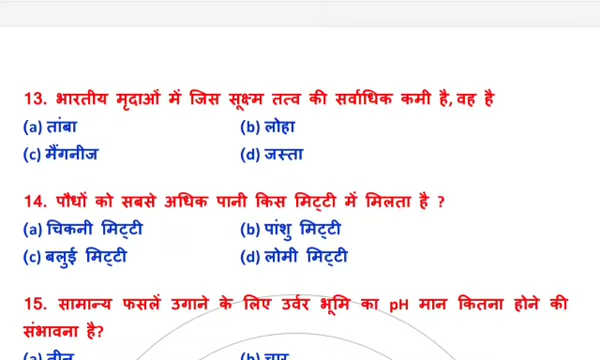 13. भारतीय मृदाओं में जिस सूक्ष्म तत्व की सर्वाधिक कमी है, वह है
(a) तांबा (b) लोहा
(c) मैंगनीज (d) जस्ता
14. पौधों को सबसे अधिक पानी किस मिट्टी में मिलता है ?
(a) चिकनी मिट्टी (b) पांशु मिट्टी
(c) बलुई मिट्टी (d) लोमी मिट्टी
15. सामान्य फसलें उगाने के लिए उर्वर भूमि का pH मान कितना होने की
संभावना है?
(a) तीन (b) चार